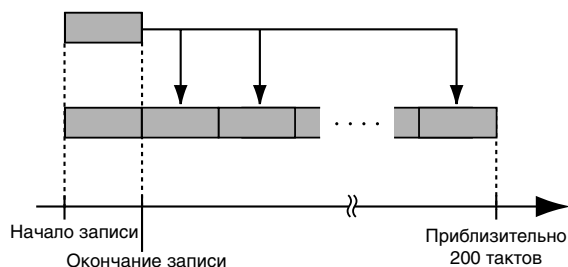 Начало записи
Окончание записи
Приблизительно
200 тактов